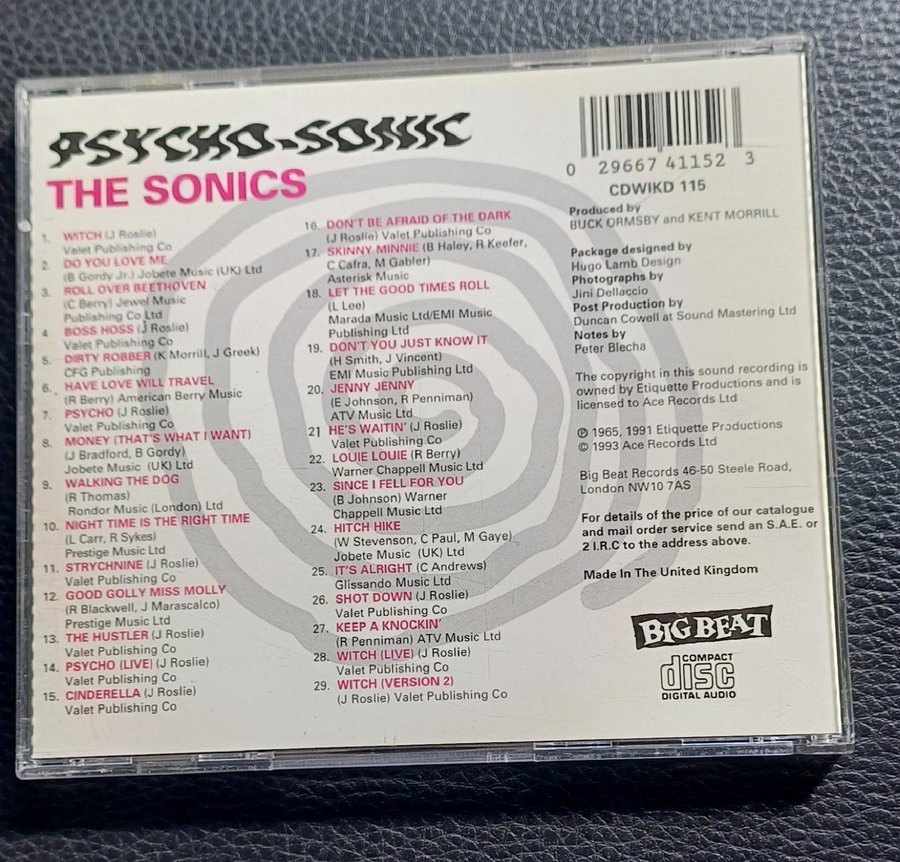 PSYCHO-SONIC
THE SONICS
1. WITCH (J Roslie)
Valet Publishing Co
2. DO YOU LOVE ME
(B Gordy Jr.) Jobete Music (UK) Ltd
3. ROLL OVER BEETHOVEN
(C Berry) Jewel Music
Publishing Co Ltd
4 BOSS HOSS (J Roslie)
Valet Publishing Co
5. DIRTY ROBBER (K Morrill, J Greek)
CFG Publishing
6. HAVE LOVE WILL TRAVEL
(R Berry) American Berry Music
7. PSYCHO (J Roslie)
Valet Publishing Co
8. MONEY (THAT'S WHAT I WANT)
(J Bradford, B Gordy)
Jobete Music (UK) Ltd
9. WALKING THE DOG
(R Thomas)
Rondor Music (London) Ltd
10. NIGHT TIME IS THE RIGHT TIME
(L Carr, R Sykes)
Prestige Music Ltd
11. STRYCHNINE (J Roslie)
Valet Publishing Co
12. GOOD GOLLY MISS MOLLY
(R Blackwell, J Marascalco)
Prestige Music Ltd
13. THE HUSTLER (J Roslie)
Valet Publishing Co
14. PSYCHO (LIVE) (J Roslie)
Valet Publishing Co
15. CINDERELLA (J Roslie)
Valet Publishing Co
16. DON'T BE AFRAID OF THE DARK
(J Roslie) Valet Publishing Co
17. SKINNY MINNIE (B Haley, R Keefer,
C Cafra, M Gabler)
Asterisk Music
18. LET THE GOOD TIMES ROLL
(L Lee)
Marada Music Ltd/EMI Music
Publishing Ltd
19. DON'T YOU JUST KNOW IT
(H Smith, J Vincent)
EMI Music Publishing Ltd
20. JENNY JENNY
(E Johnson, R Penniman)
ATV Music Ltd
21 HE'S WAITIN' (J Roslie)
Valet Publishing Co
22. LOUIE LOUIE (R Berry)
Warner Chappell Music Ltd
23. SINCE I FELL FOR YOU
(B Johnson) Warner
Chappell Music Ltd
24. HITCH HIKE
(W Stevenson, C Paul, M Gaye)
Jobete Music (UK) Ltd
25. IT'S ALRIGHT (C Andrews)
Glissando Music Ltd
26. SHOT DOWN (J Roslie)
Valet Publishing Co
27. KEEP A KNOCKIN'
(R Penniman) ATV Music Ltd
28. WITCH (LIVE) (J Roslie)
Valet Publishing Co
29. WITCH (VERSION 2)
(J Roslie) Valet Publishing Co
0 29667 41152 3
CDWIKD 115
Produced by
BUCK ORMSBY and KENT MORRILL
Package designed by
Hugo Lamb Design
Photographs by
Jini Dellaccio
Post Production by
Duncan Cowell at Sound Mastering Ltd
Notes by
Peter Blecha
The copyright in this sound recording is
owned by Etiquette Productions and is
licensed to Ace Records Ltd
℗ 1965, 1991 Etiquette Productions
© 1993 Ace Records Ltd
Big Beat Records 46-50 Steele Road,
London NW10 7AS
For details of the price of our catalogue
and mail order service send an S.A.E. or
2 I.R.C to the address above.
Made In The United Kingdom
BIG BEAT
COMPACT
disc
DIGITAL AUDIO